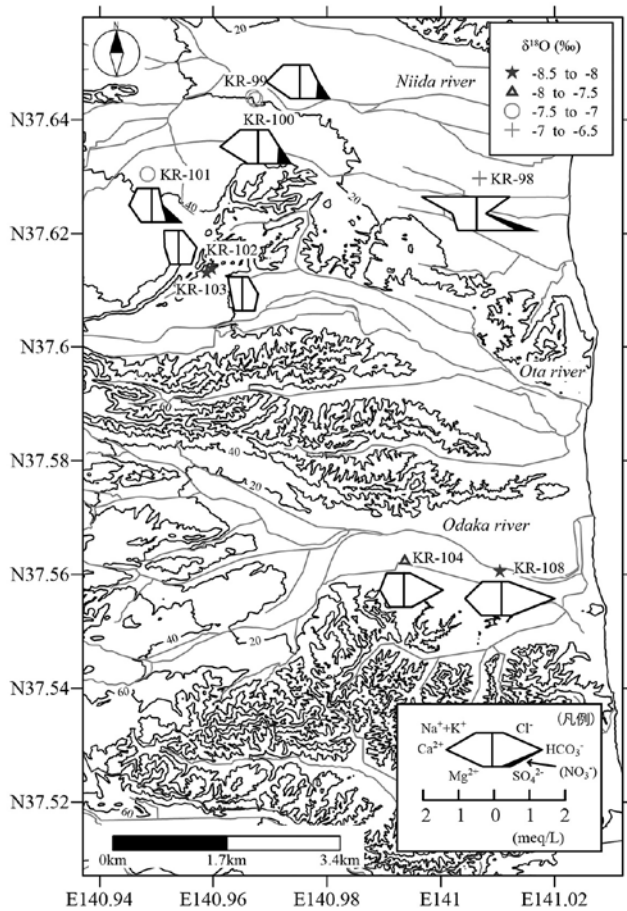 N
20
KR-99
Niida river
δ¹⁸O (‰)
-8.5 to -8
-8 to -7.5
-7.5 to -7
-7 to -6.5
N37.64
KR-100
KR-101
KR-98
40
20
N37.62
KR-102
KR-103
N37.6
Ota river
N37.58
40
20
Odaka river
KR-104
KR-108
N37.56
40
20
60
N37.54
(凡例)
Na⁺+K⁺
Cl⁻
Ca²⁺
HCO₃⁻
Mg²⁺
SO₄²⁻
(NO₃⁻)
N37.52
60
2 1 0 1 2
(meq/L)
0km 1.7km 3.4km
E140.94 E140.96 E140.98 E141 E141.02